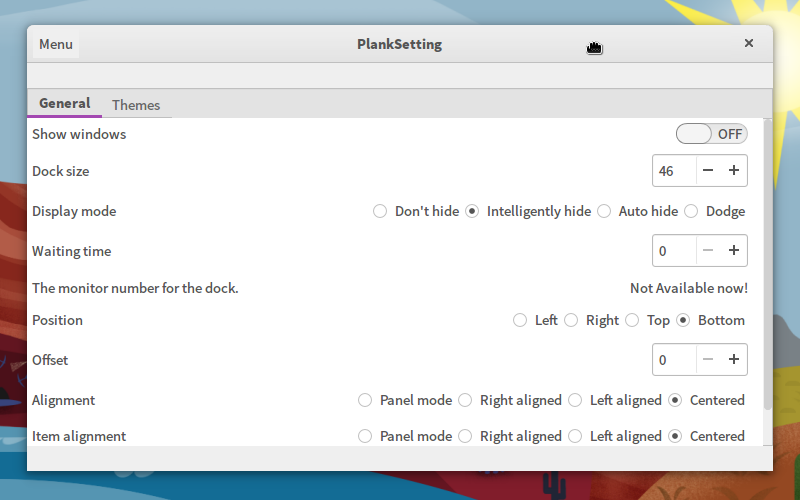 Menu PlankSetting ×
General Themes
Show windows OFF
Dock size 46 − +
Display mode Don't hide Intelligently hide Auto hide Dodge
Waiting time 0 − +
The monitor number for the dock. Not Available now!
Position Left Right Top Bottom
Offset 0 − +
Alignment Panel mode Right aligned Left aligned Centered
Item alignment Panel mode Right aligned Left aligned Centered